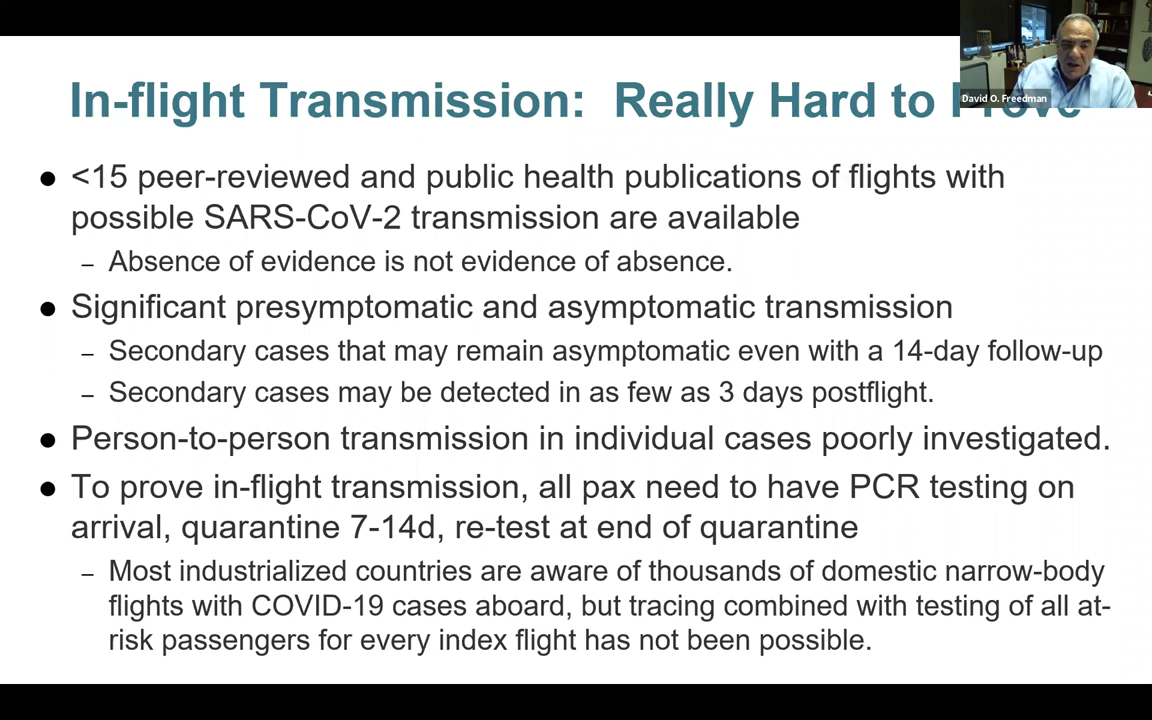 In-flight Transmission: Really Hard to Prove
David O. Freedman
● <15 peer-reviewed and public health publications of flights with
possible SARS-CoV-2 transmission are available
– Absence of evidence is not evidence of absence.
● Significant presymptomatic and asymptomatic transmission
– Secondary cases that may remain asymptomatic even with a 14-day follow-up
– Secondary cases may be detected in as few as 3 days postflight.
● Person-to-person transmission in individual cases poorly investigated.
● To prove in-flight transmission, all pax need to have PCR testing on
arrival, quarantine 7-14d, re-test at end of quarantine
– Most industrialized countries are aware of thousands of domestic narrow-body
flights with COVID-19 cases aboard, but tracing combined with testing of all at-
risk passengers for every index flight has not been possible.